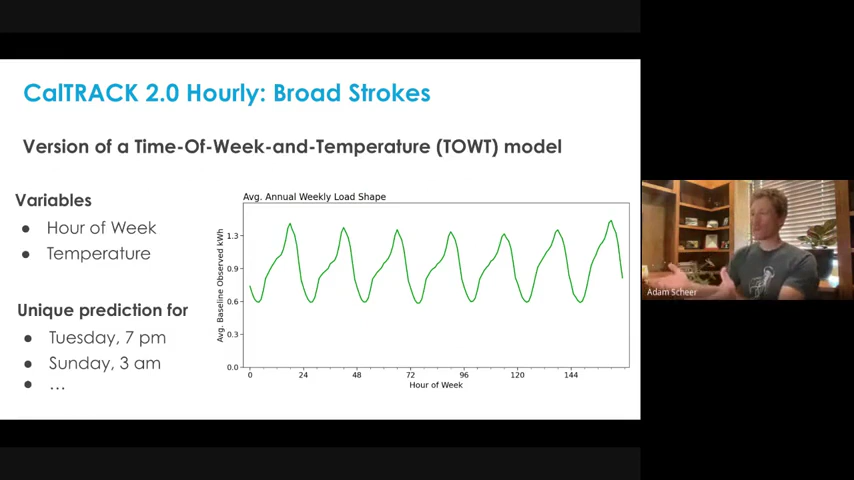 CalTRACK 2.0 Hourly: Broad Strokes
Version of a Time-Of-Week-and-Temperature (TOWT) model
Variables
● Hour of Week
● Temperature
Unique prediction for
● Tuesday, 7 pm
● Sunday, 3 am
● ...
Avg. Annual Weekly Load Shape
Avg. Baseline Observed kWh
1.3
0.9
0.6
0.3
0.0
0 24 48 72 96 120 144
Hour of Week
Adam Scheer